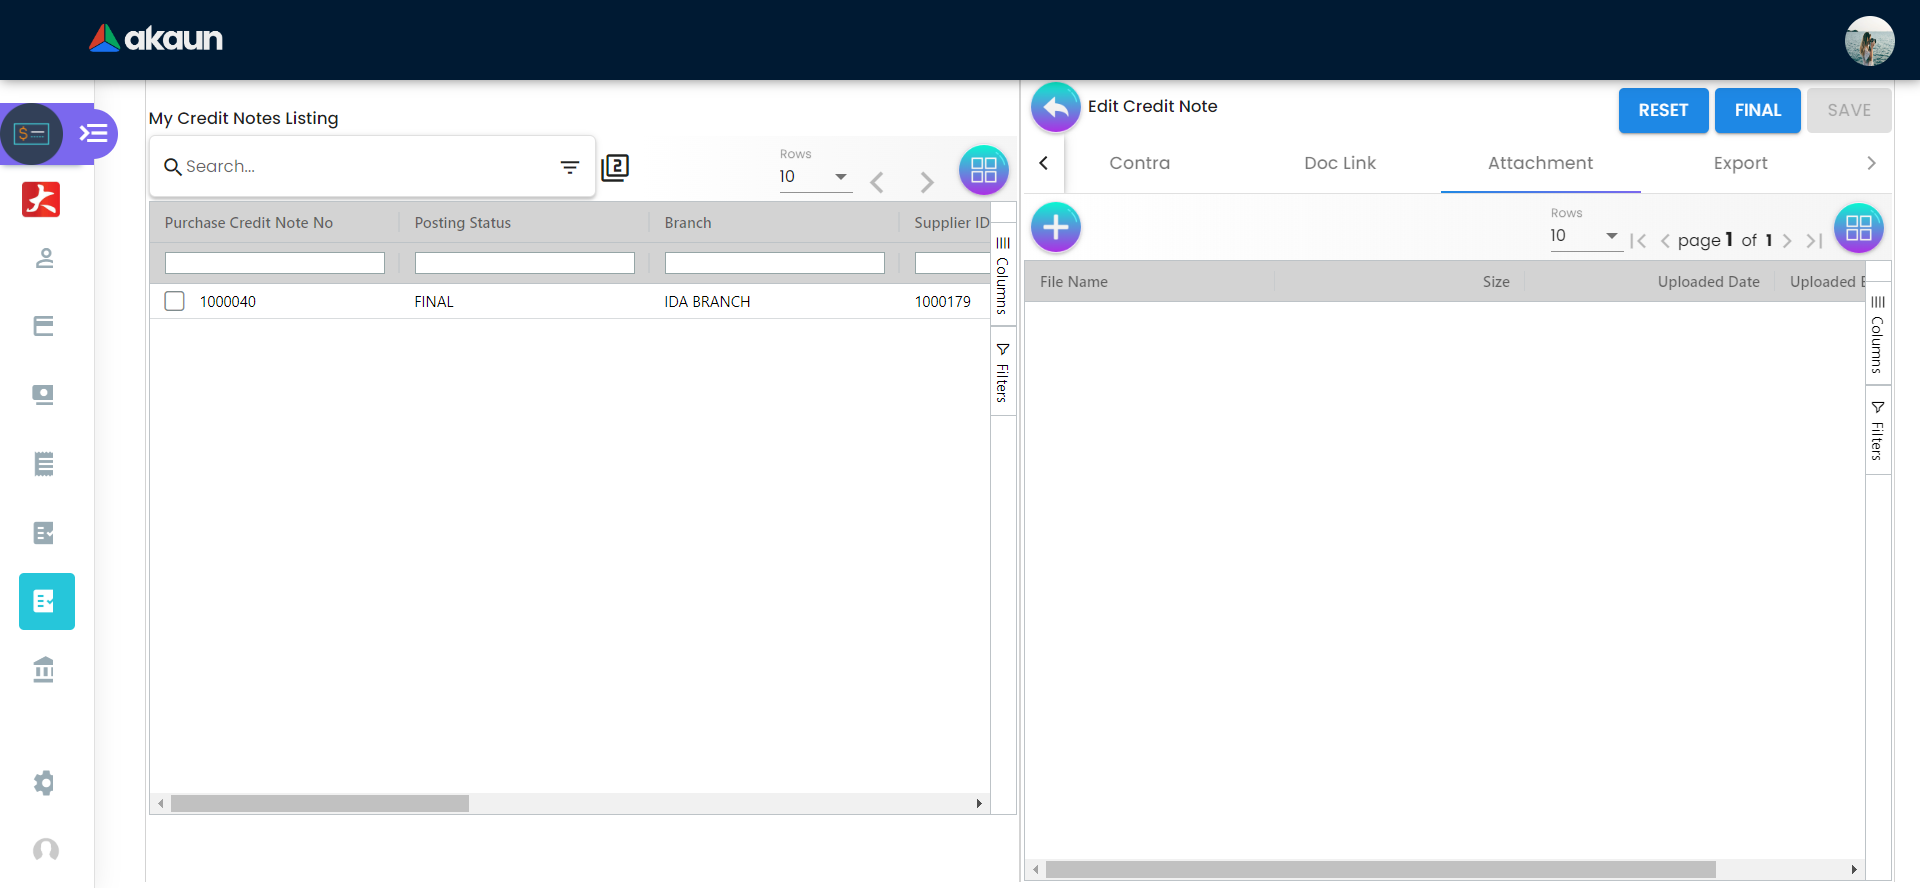 akaun
My Credit Notes Listing
Search...
2
Rows
10
Purchase Credit Note No
Posting Status
Branch
Supplier ID
1000040
FINAL
IDA BRANCH
1000179
Columns
Filters
Edit Credit Note
RESET
FINAL
SAVE
Contra
Doc Link
Attachment
Export
Rows
10
page 1 of 1
File Name
Size
Uploaded Date
Uploaded
Columns
Filters